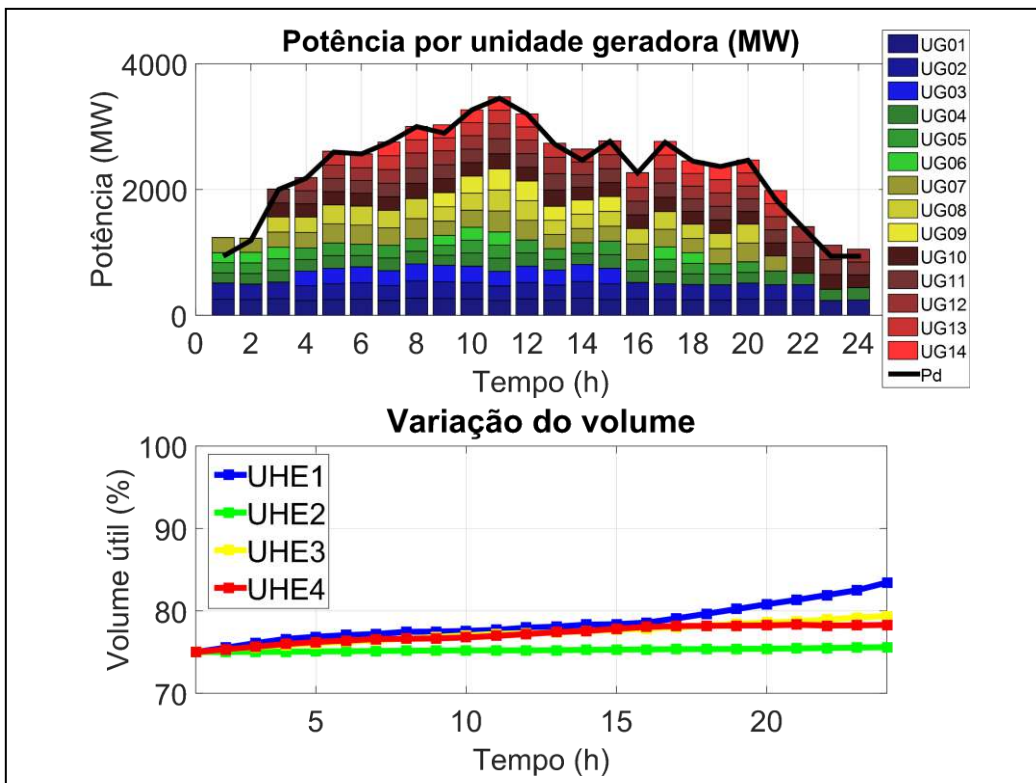 Potência por unidade geradora (MW)
4000
2000
0
Potência (MW)
0 2 4 6 8 10 12 14 16 18 20 22 24
Tempo (h)
UG01
UG02
UG03
UG04
UG05
UG06
UG07
UG08
UG09
UG10
UG11
UG12
UG13
UG14
Pd
Variação do volume
100
90
80
70
Volume útil (%)
UHE1
UHE2
UHE3
UHE4
5 10 15 20
Tempo (h)